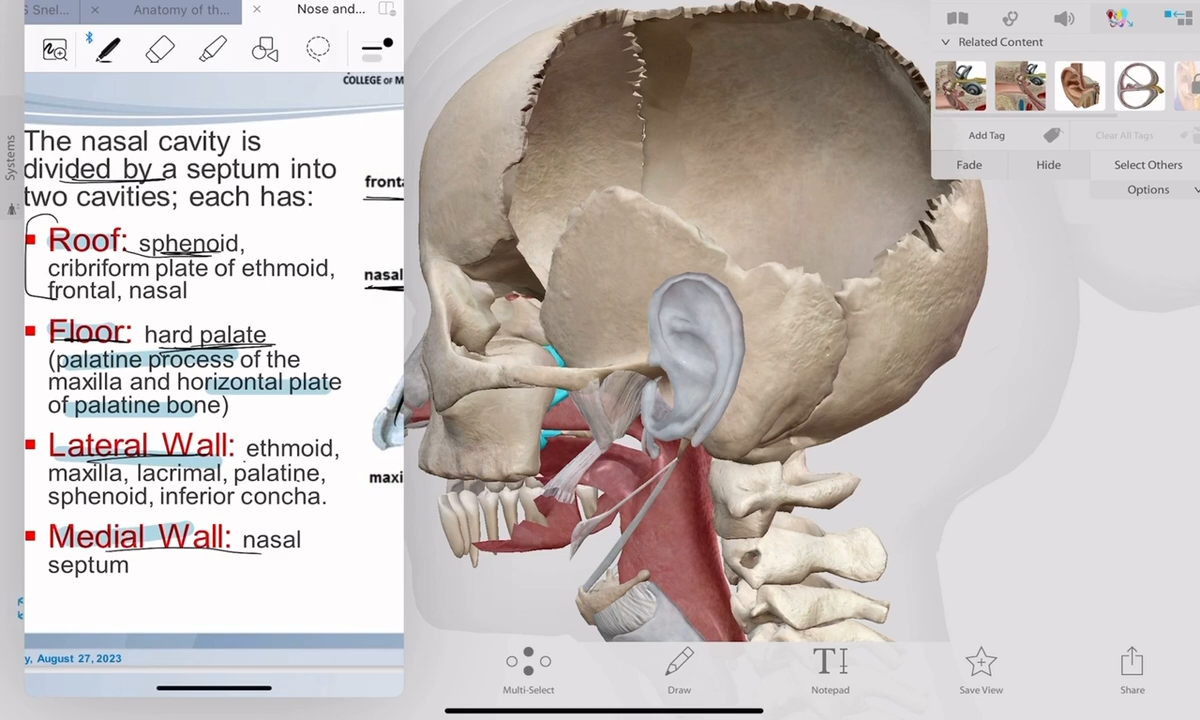 S Snel...
Anatomy of th...
Nose and...
COLLEGE OF M
Systems
The nasal cavity is
divided by a septum into
two cavities; each has:
Roof: sphenoid,
cribriform plate of ethmoid,
frontal, nasal
Floor: hard palate
(palatine process of the
maxilla and horizontal plate
of palatine bone)
Lateral Wall: ethmoid,
maxilla, lacrimal, palatine,
sphenoid, inferior concha.
Medial Wall: nasal
septum
fronta
nasal
maxi
y, August 27, 2023
Related Content
Add Tag
Clear All Tags
Fade
Hide
Select Others
Options
Multi-Select
Draw
Notepad
Save View
Share